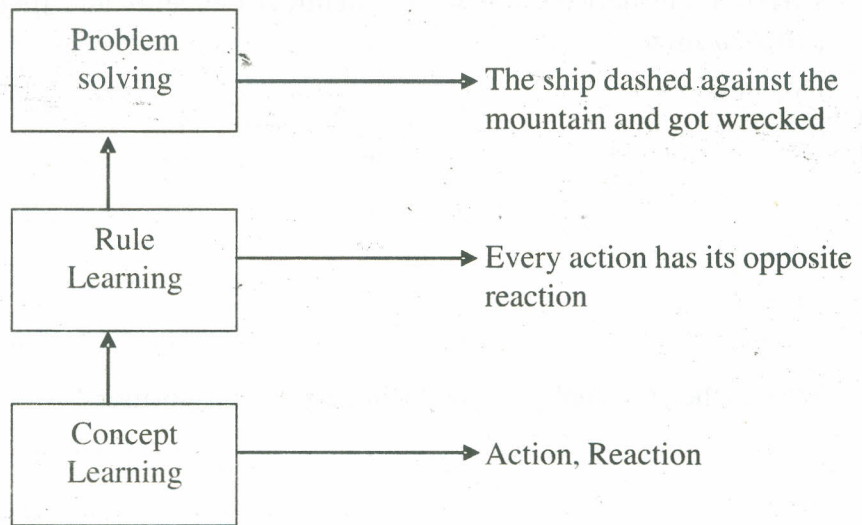 Problem
solving
The ship dashed against the
mountain and got wrecked
Rule
Learning
Every action has its opposite
reaction
Concept
Learning
Action, Reaction